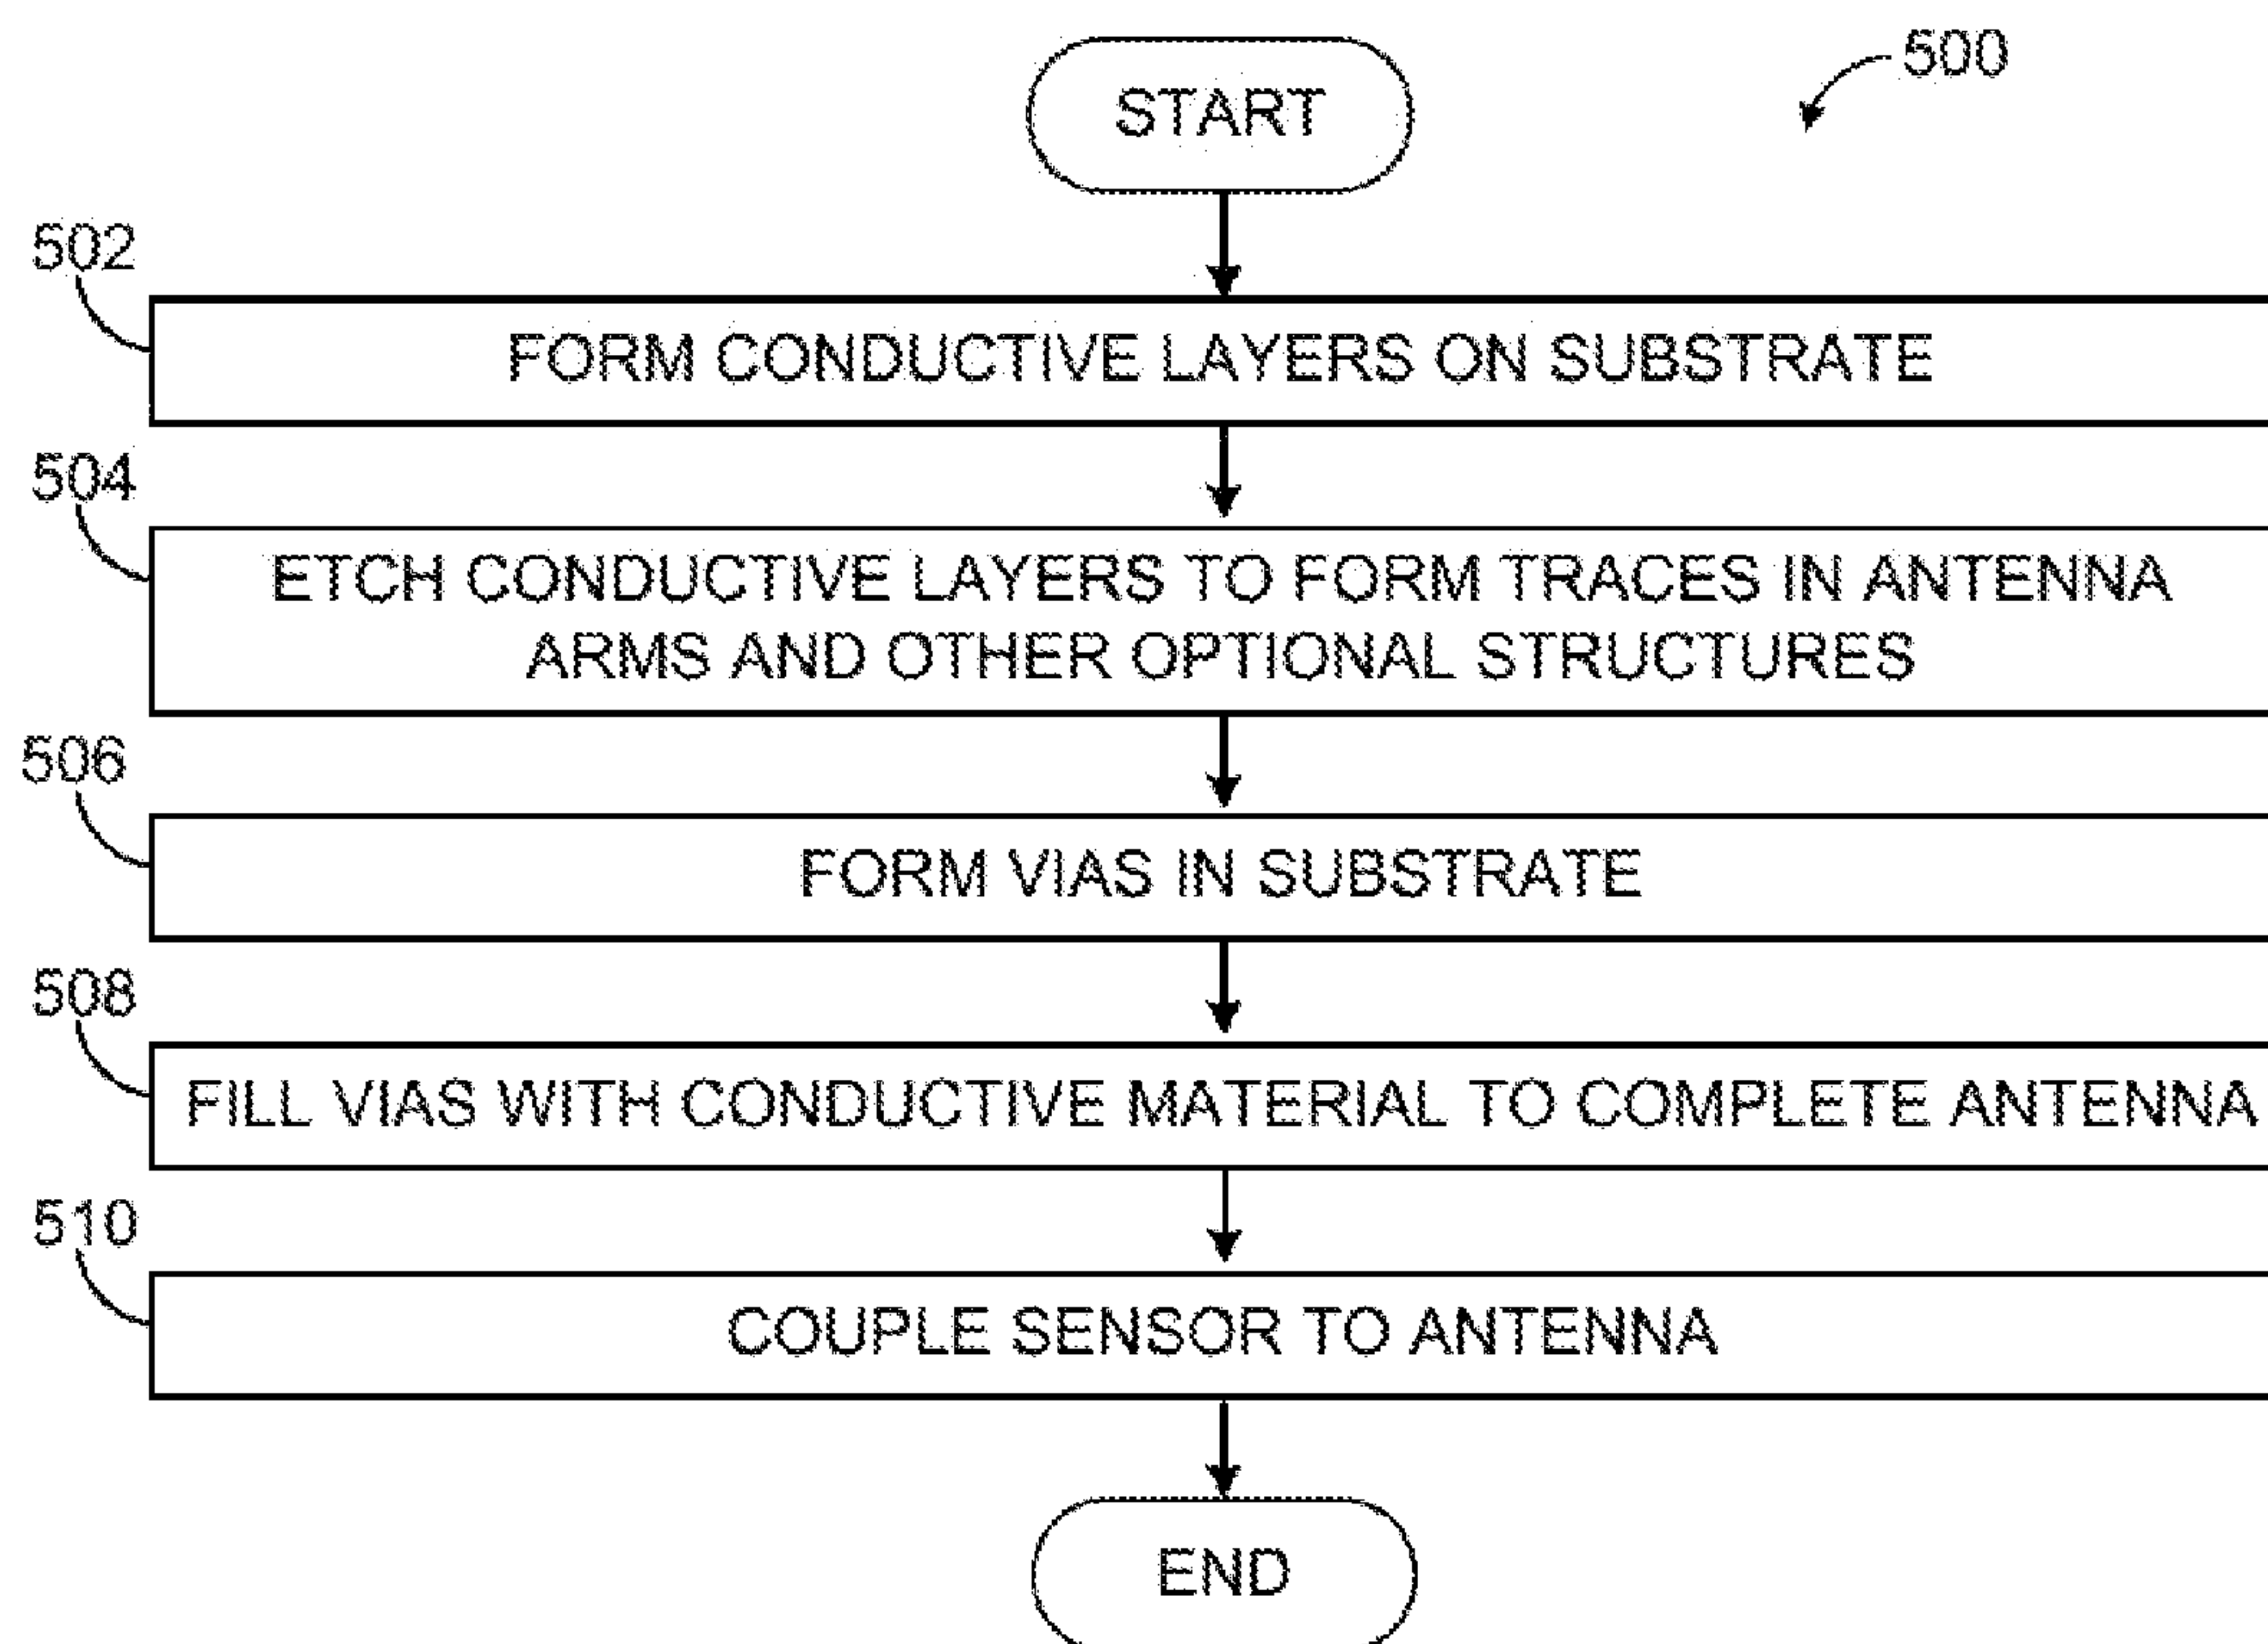 START
500
502
FORM CONDUCTIVE LAYERS ON SUBSTRATE
504
ETCH CONDUCTIVE LAYERS TO FORM TRACES IN ANTENNA
ARMS AND OTHER OPTIONAL STRUCTURES
506
FORM VIAS IN SUBSTRATE
508
FILL VIAS WITH CONDUCTIVE MATERIAL TO COMPLETE ANTENNA
510
COUPLE SENSOR TO ANTENNA
END